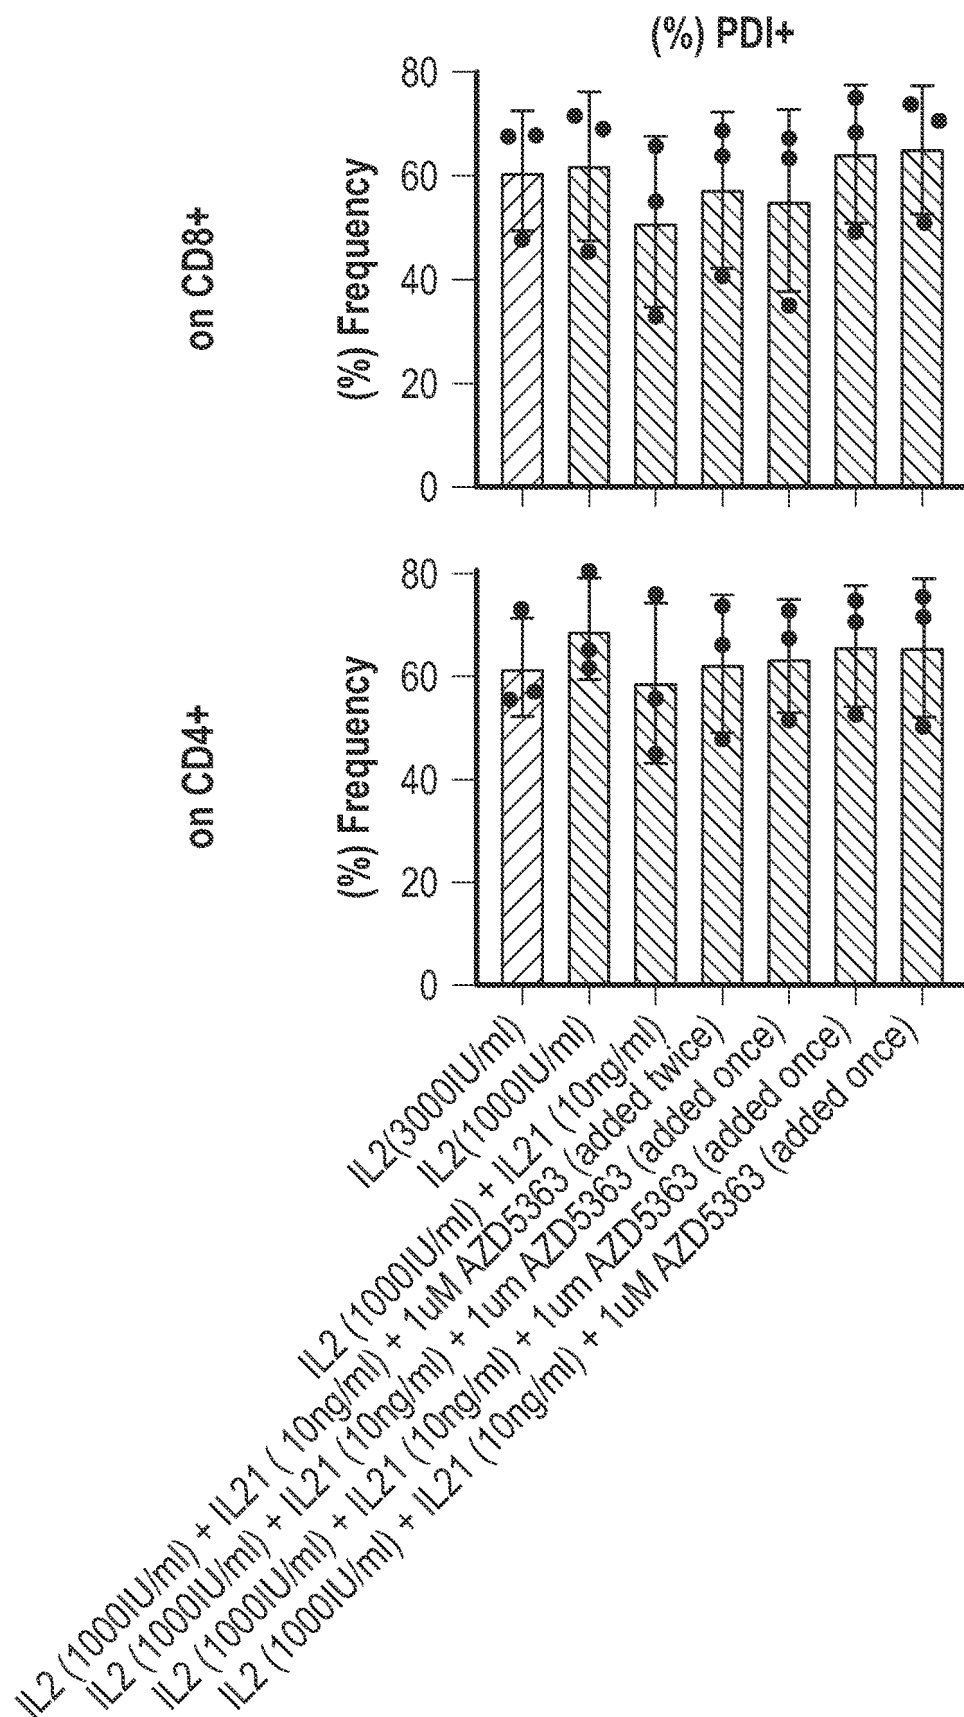 (%) PDI+
on CD8+
(%) Frequency
80
60
40
20
0
on CD4+
(%) Frequency
80
60
40
20
0
IL2(3000IU/ml)
IL2(1000IU/ml)
IL2 (1000IU/ml) + IL21 (10ng/ml)
IL2 (1000IU/ml) + IL21 ( 10ng/ml) + 1uM AZD5363 (added twice)
IL2 (1000IU/ml) + IL21 (10ng/ml) + 1um AZD5363 (added once)
IL2 (1000IU/ml) + IL21 (10ng/ml) + 1um AZD5363 (added once)
IL2 (1000IU/ml) + IL21 (10ng/ml) + 1uM AZD5363 (added once)